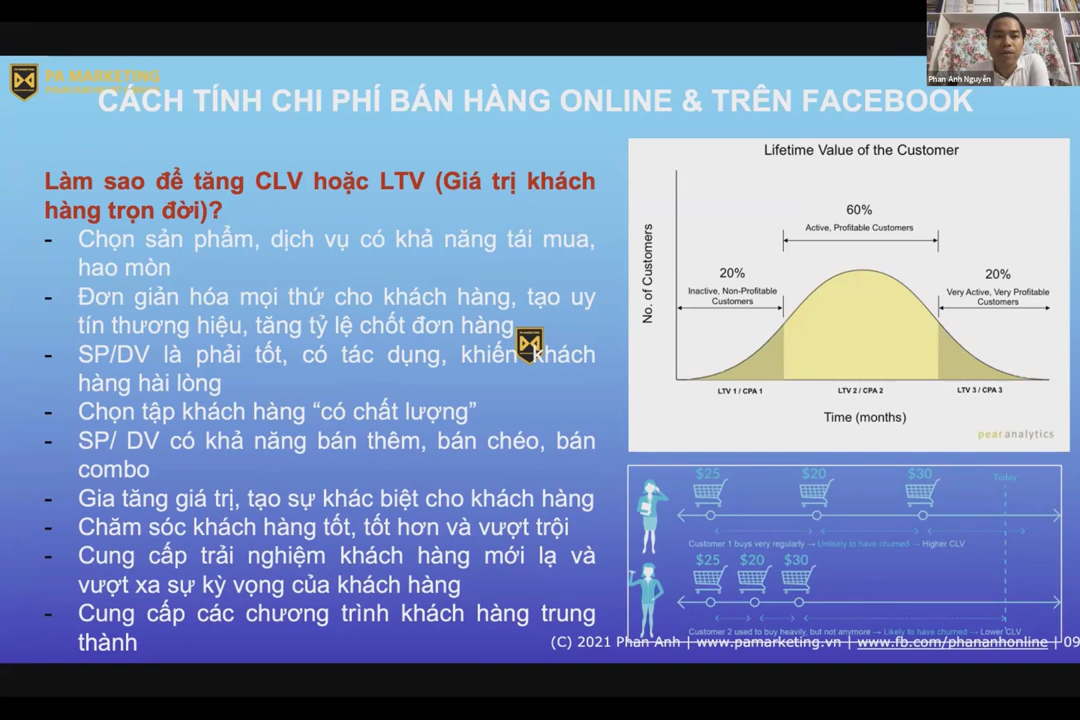 Phan Anh Nguyễn
PA MARKETING
CÁCH TÍNH CHI PHÍ BÁN HÀNG ONLINE & TRÊN FACEBOOK
Làm sao để tăng CLV hoặc LTV (Giá trị khách
hàng trọn đời)?
- Chọn sản phẩm, dịch vụ có khả năng tái mua,
hao mòn
- Đơn giản hóa mọi thứ cho khách hàng, tạo uy
tín thương hiệu, tăng tỷ lệ chốt đơn hàng
- SP/DV là phải tốt, có tác dụng, khiến khách
hàng hài lòng
- Chọn tập khách hàng “có chất lượng”
- SP/ DV có khả năng bán thêm, bán chéo, bán
combo
- Gia tăng giá trị, tạo sự khác biệt cho khách hàng
- Chăm sóc khách hàng tốt, tốt hơn và vượt trội
- Cung cấp trải nghiệm khách hàng mới lạ và
vượt xa sự kỳ vọng của khách hàng
- Cung cấp các chương trình khách hàng trung
thành
Lifetime Value of the Customer
No. of Customers
60%
Active, Profitable Customers
20%
Inactive, Non-Profitable
Customers
20%
Very Active, Very Profitable
Customers
LTV 1 / CPA 1
LTV 2 / CPA 2
LTV 3 / CPA 3
Time (months)
pearanalytics
$25 $20 $30 Today
Customer 1 buys very regularly → Unlikely to have churned → Higher CLV
$25 $20 $30
Customer 2 used to buy heavily, but not anymore → Likely to have churned → Lower CLV
(C) 2021 Phan Anh | www.pamarketing.vn | www.fb.com/phananhonline | 09